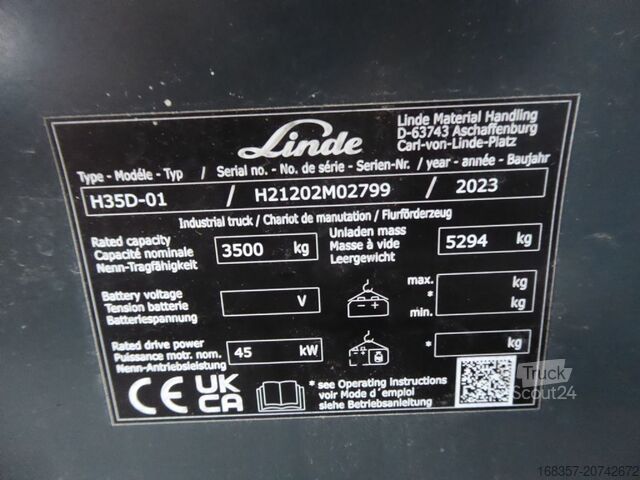 Linde
Linde Material Handling
D-63743 Aschaffenburg
Carl-von-Linde-Platz
Type - Modèle - Typ / Serial no. - No. de série - Serien-Nr. / year - année - Baujahr
H35D-01 / H21202M02799 / 2023
Industrial truck / Chariot de manutation / Flurförderzeug
Rated capacity
Capacité nominale
Nenn-Tragfähigkeit
3500 kg
Unladen mass
Masse à vide
Leergewicht
5294 kg
Battery voltage
Tension batterie
Batteriespannung
V
max. kg
* kg
min.
Rated drive power
Puissance motr. nom.
Nenn-Antriebsleistung
45 kW
* kg
CE UK
CA
* see Operating instructions
voir Mode d´emploi
siehe Betriebsanleitung
Truck
Scout24
168357-20742672